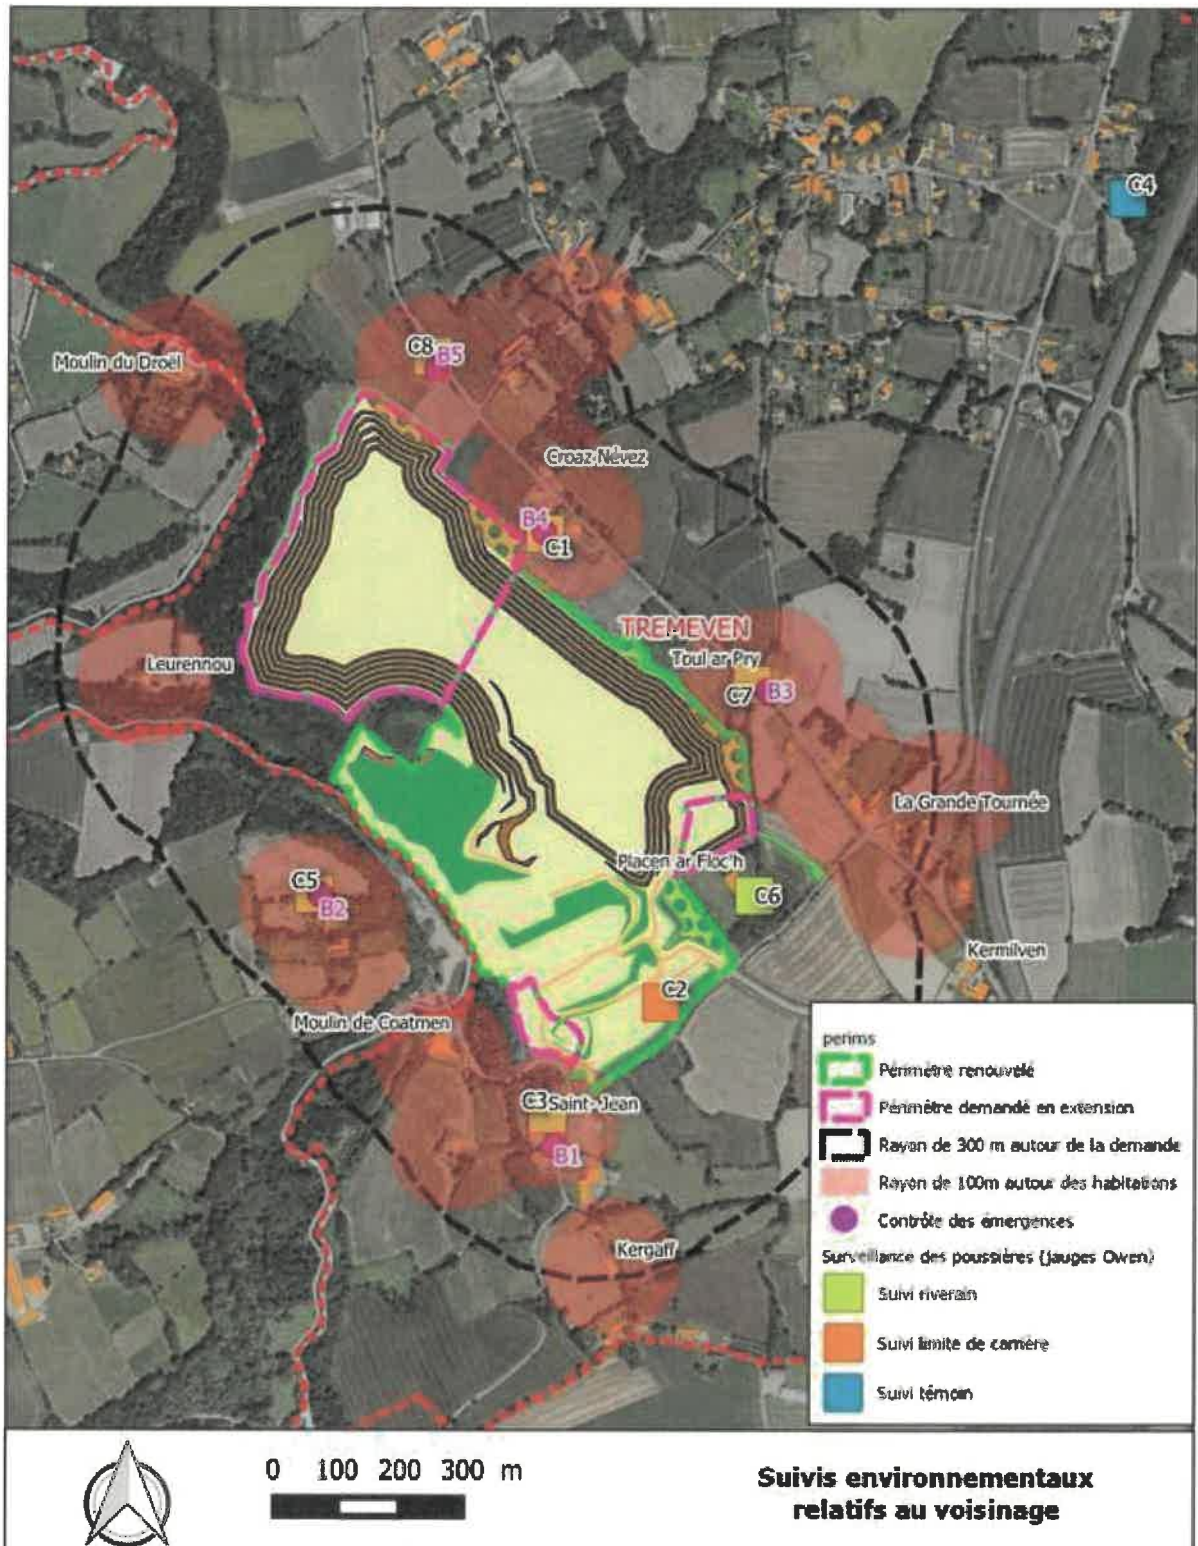 C4
Moulin du Dzoël
C8
B5
Croaz Névez
B4
C1
TREMEVEN
Leurennou
Toul ar Pry
C7
B3
La Grande Tournée
Placen ar Floc'h
C5
B2
C6
Kermilven
C2
Moulin de Coatmen
C3
Saint-Jean
B1
Kergaff
perims
Périmètre renouvelé
Périmètre demandé en extension
Rayon de 300 m autour de la demande
Rayon de 100m autour des habitations
Contrôle des émergences
Surveillance des poussières (jauges Owen)
Suivi riverain
Suivi limite de carrière
Suivi témoin
0 100 200 300 m
Suivis environnementaux
relatifs au voisinage